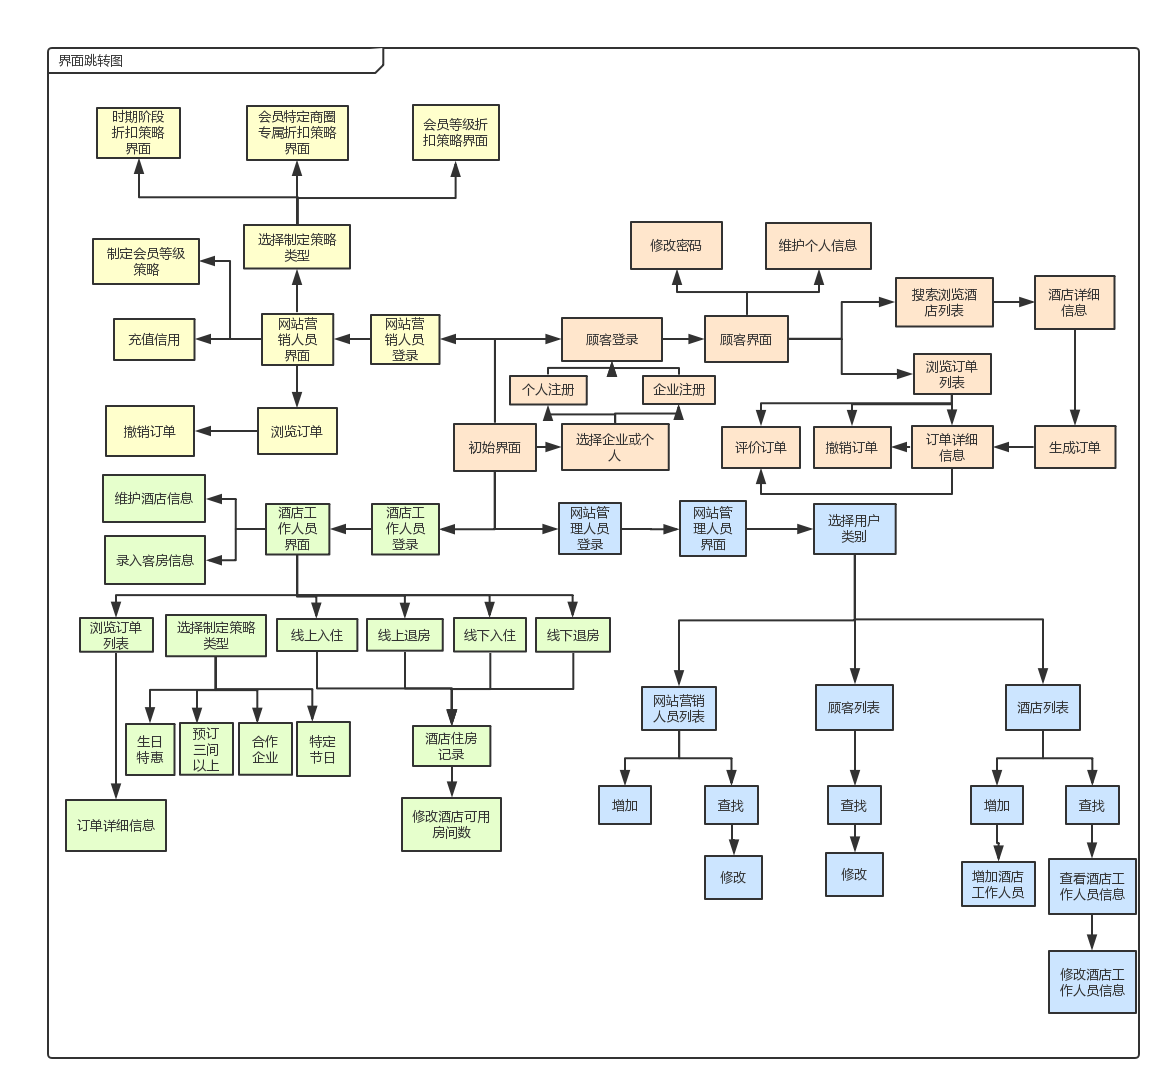 界面跳转图
时期阶段
折扣策略
界面
会员特定商圈
专属折扣策略
界面
会员等级折
扣策略界面
制定会员等级
策略
选择制定策略
类型
修改密码
维护个人信息
搜索浏览酒
店列表
酒店详细
信息
充值信用
网站营
销人员
界面
网站营
销人员
登录
顾客登录
顾客界面
浏览订单
列表
个人注册
企业注册
撤销订单
浏览订单
初始界面
选择企业或个
人
评价订单
撤销订单
订单详细
信息
生成订单
维护酒店信息
录入客房信息
酒店工
作人员
界面
酒店工
作人员
登录
网站管
理人员
登录
网站管
理人员
界面
选择用户
类别
浏览订单
列表
选择制定策略
类型
线上入住
线上退房
线下入住
线下退房
生日
特惠
预订
三间
以上
合作
企业
特定
节日
酒店住房
记录
网站营销
人员列表
顾客列表
酒店列表
订单详细信息
修改酒店可用
房间数
增加
查找
查找
增加
查找
修改
修改
增加酒店
工作人员
查看酒店工
作人员信息
修改酒店工
作人员信息